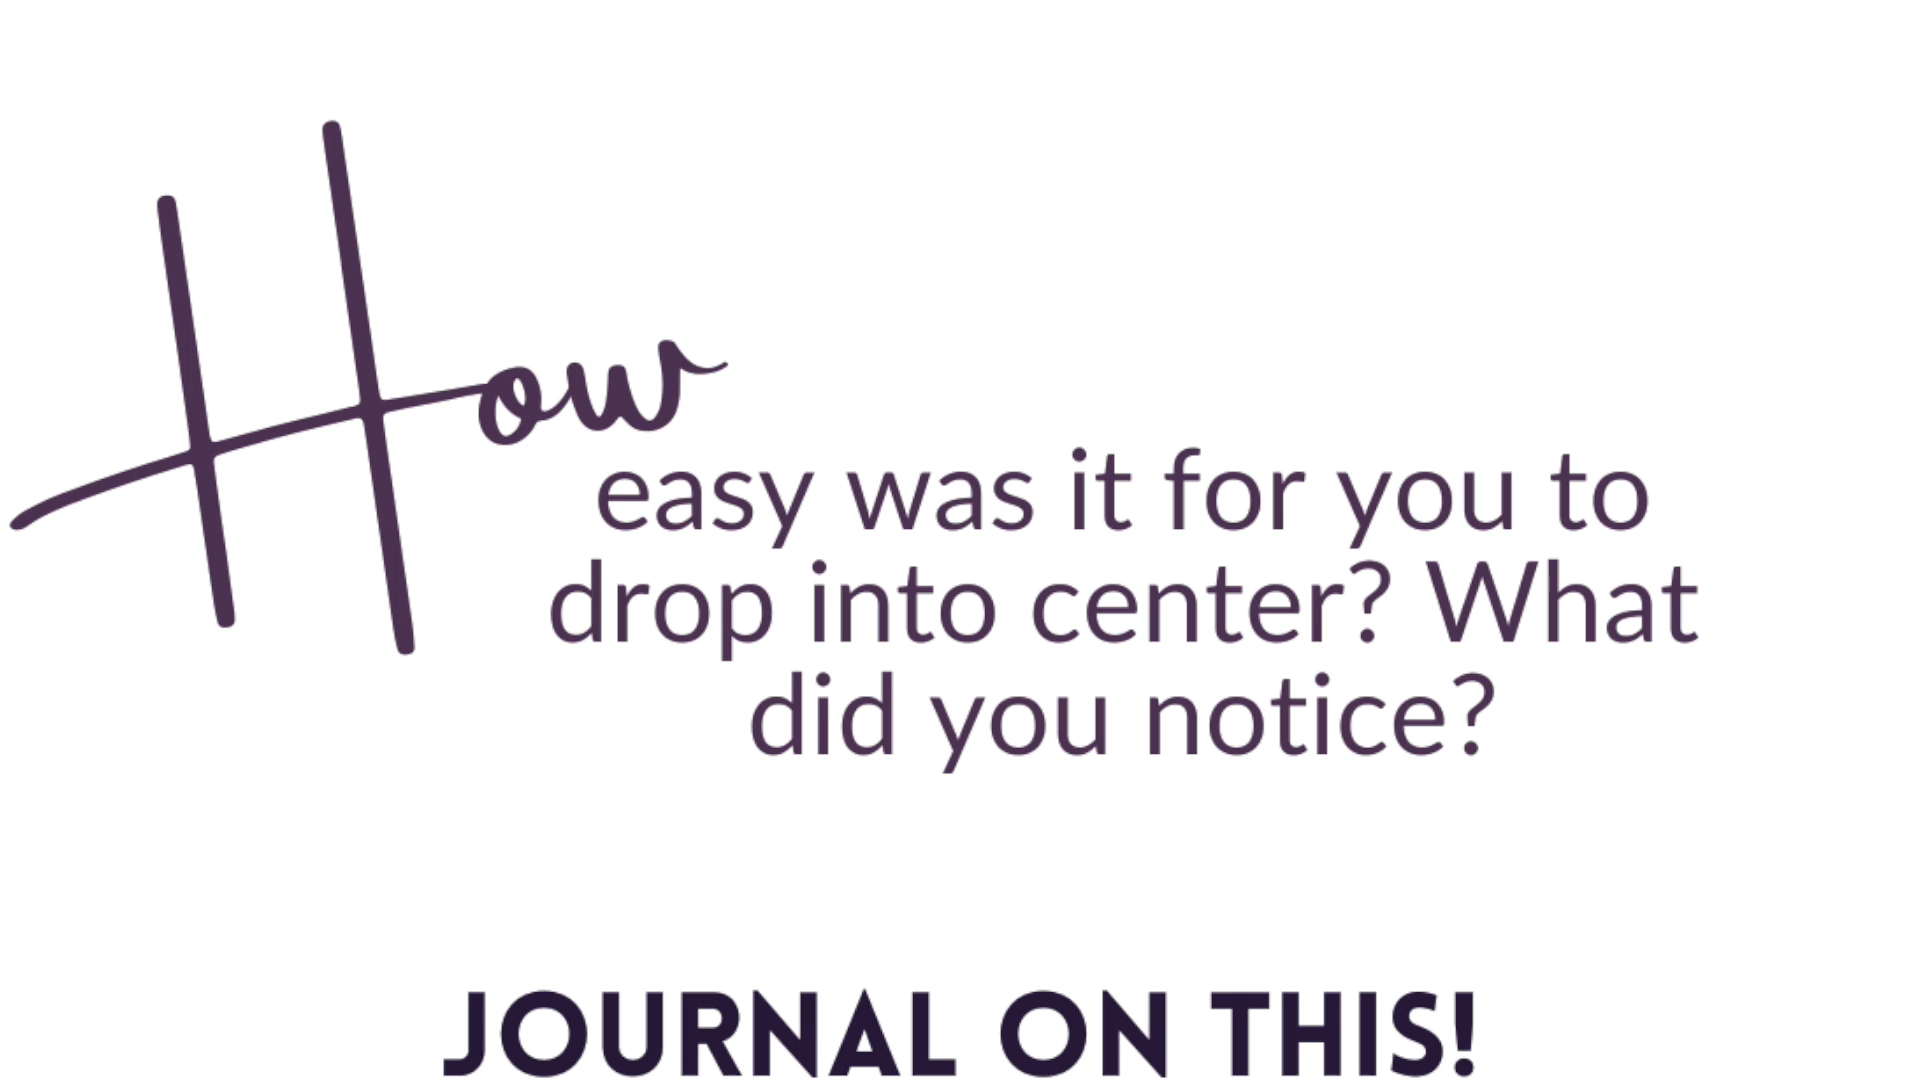 How
easy was it for you to
drop into center? What
did you notice?
JOURNAL ON THIS!